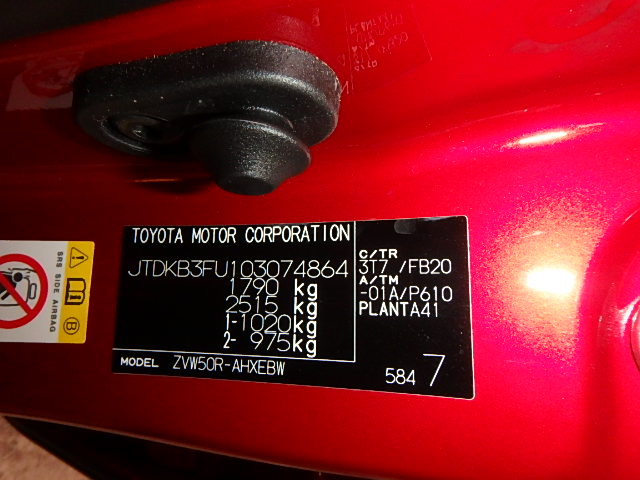 TOYOTA MOTOR CORPORATION
JTDKB3FU103074864
1790 kg
2515 kg
1-1020 kg
2- 975 kg
C/TR
3T7 /FB20
A/TM
-01A/P610
PLANTA41
MODEL ZVW50R-AHXEBW
584 7
SRS SIDE AIRBAG
B